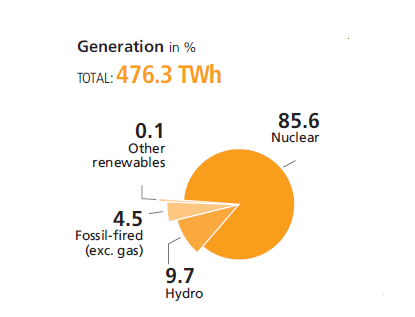 Generation in %
TOTAL: 476.3 TWh
85.6
Nuclear
0.1
Other
renewables
4.5
Fossil-fired
(exc. gas)
9.7
Hydro